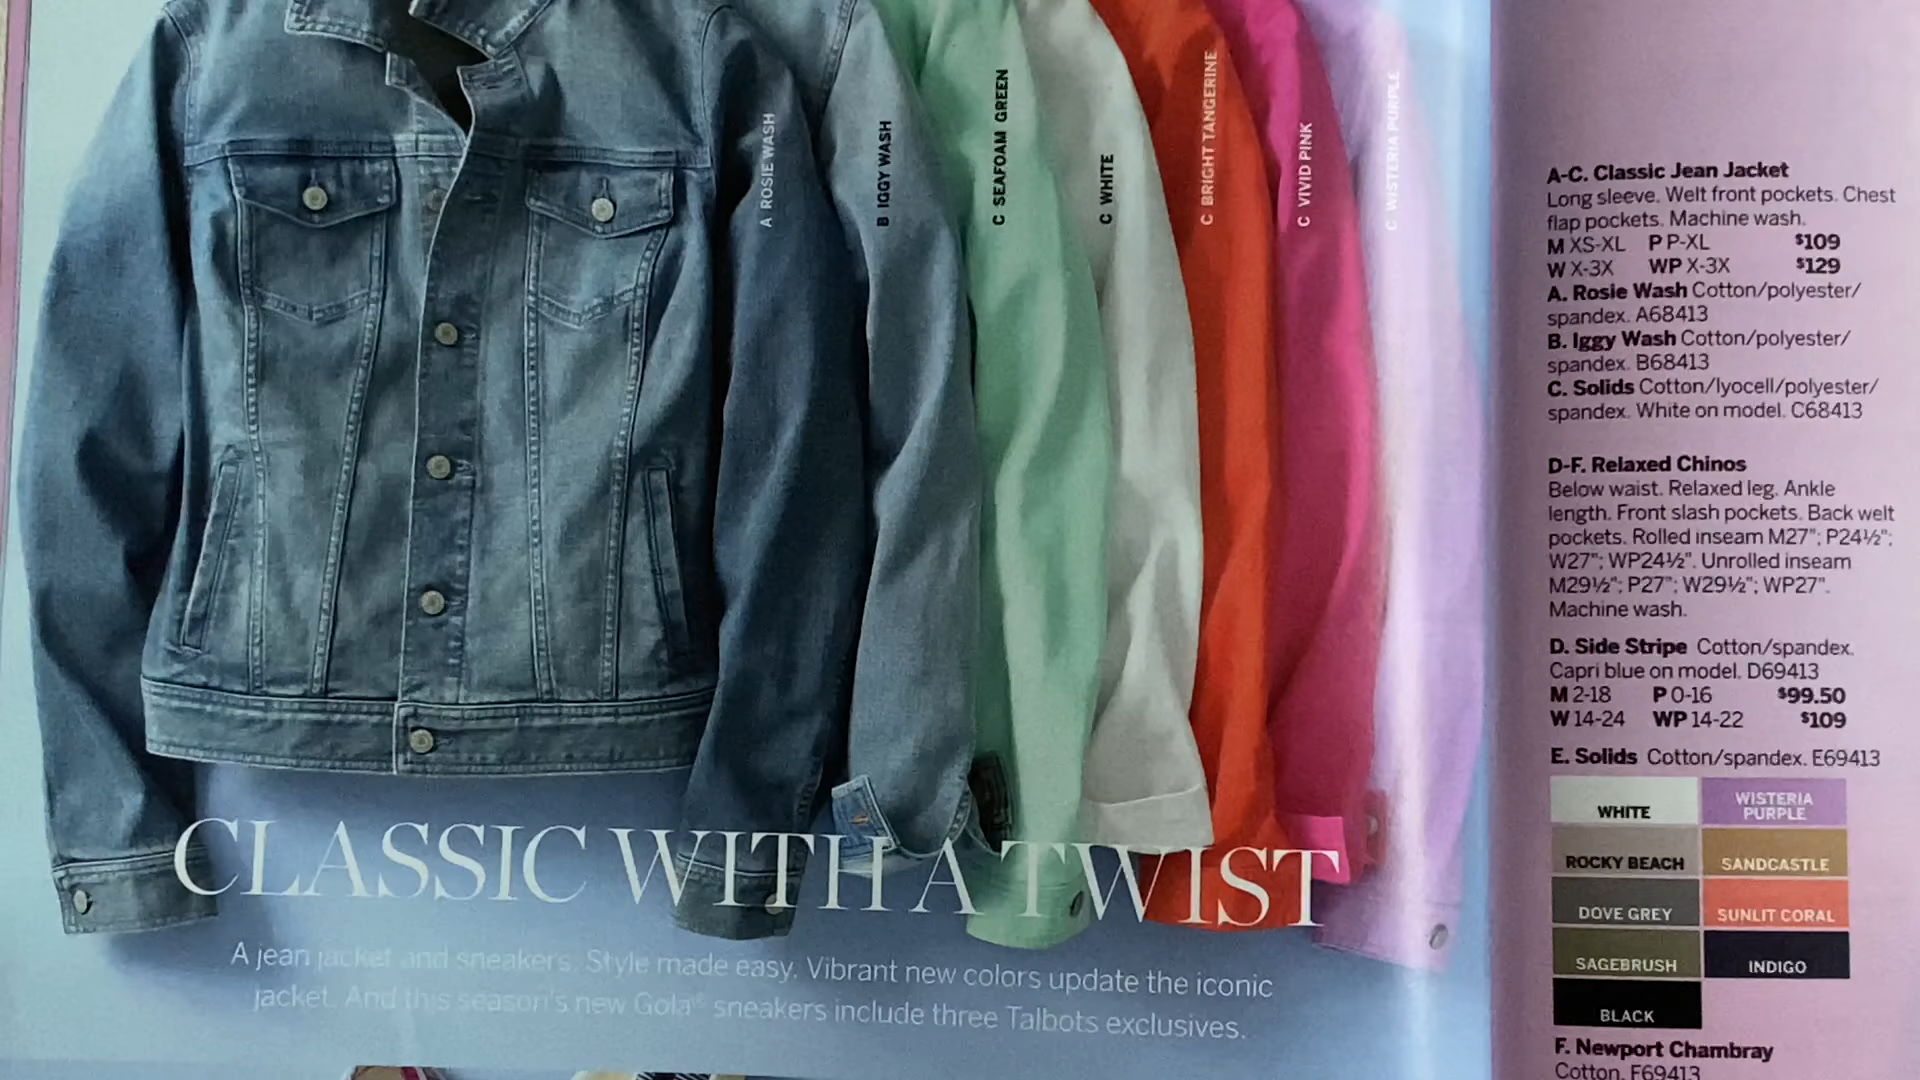 A ROSIE WASH
B IGGY WASH
C SEAFOAM GREEN
C WHITE
C BRIGHT TANGERINE
C VIVID PINK
C WISTERIA PURPLE
CLASSIC WITH A TWIST
A jean jacket and sneakers. Style made easy. Vibrant new colors update the iconic
jacket. And this season's new Gola® sneakers include three Talbots exclusives.
A-C. Classic Jean Jacket
Long sleeve. Welt front pockets. Chest
flap pockets. Machine wash.
M XS-XL P P-XL $109
W X-3X WP X-3X $129
A. Rosie Wash Cotton/polyester/
spandex. A68413
B. Iggy Wash Cotton/polyester/
spandex. B68413
C. Solids Cotton/lyocell/polyester/
spandex. White on model. C68413
D-F. Relaxed Chinos
Below waist. Relaxed leg. Ankle
length. Front slash pockets. Back welt
pockets. Rolled inseam M27"; P24½";
W27"; WP24½". Unrolled inseam
M29½"; P27"; W29½"; WP27".
Machine wash.
D. Side Stripe Cotton/spandex.
Capri blue on model. D69413
M 2-18 P 0-16 $99.50
W 14-24 WP 14-22 $109
E. Solids Cotton/spandex. E69413
WHITE
WISTERIA
PURPLE
ROCKY BEACH
SANDCASTLE
DOVE GREY
SUNLIT CORAL
SAGEBRUSH
INDIGO
BLACK
F. Newport Chambray
Cotton. F69413